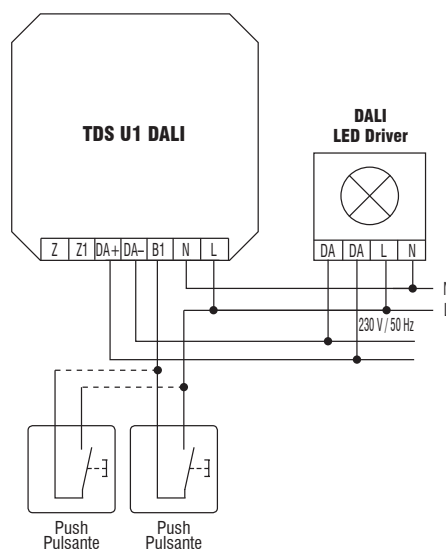 TDS U1 DALI
DALI
LED Driver
Z Z1 DA+ DA– B1 N L
DA DA L N
230 V / 50 Hz
Push
Pulsante
Push
Pulsante